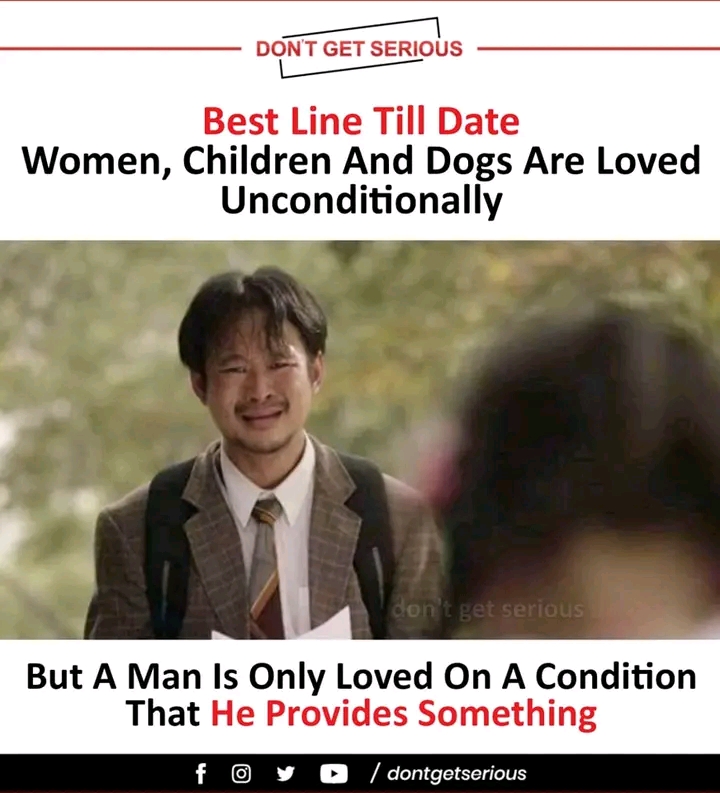 DON'T GET SERIOUS
Best Line Till Date
Women, Children And Dogs Are Loved
Unconditionally
don't get serious
But A Man Is Only Loved On A Condition
That He Provides Something
/ dontgetserious